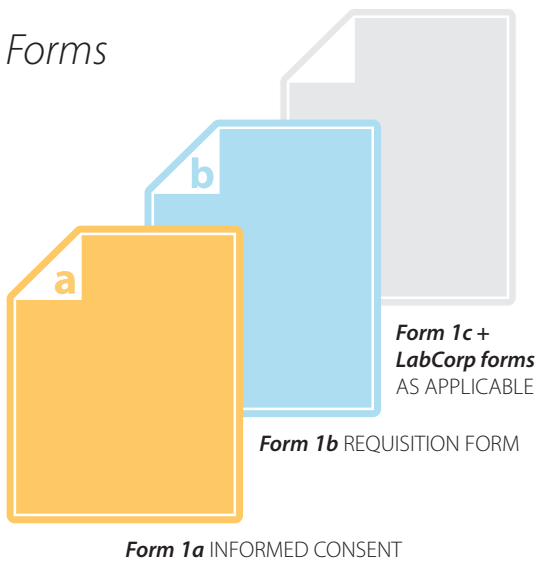 Forms
b
a
Form 1c +
LabCorp forms
AS APPLICABLE
Form 1b REQUISITION FORM
Form 1a INFORMED CONSENT